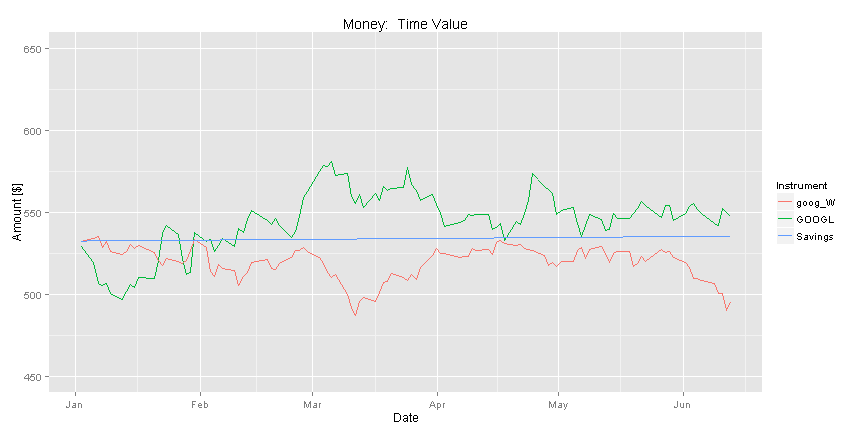 Money:  Time Value
650
600
550
500
450
Amount [$]
Jan Feb Mar Apr May Jun
Date
Instrument
goog_W
GOOGL
Savings